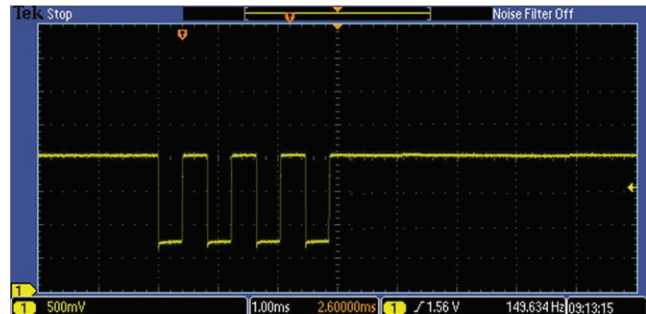 Tek Stop Noise Filter Off
T
T
1
1 500mV 1.00ms 2.60000ms 1 1.56 V 149.634 Hz 09:13:15